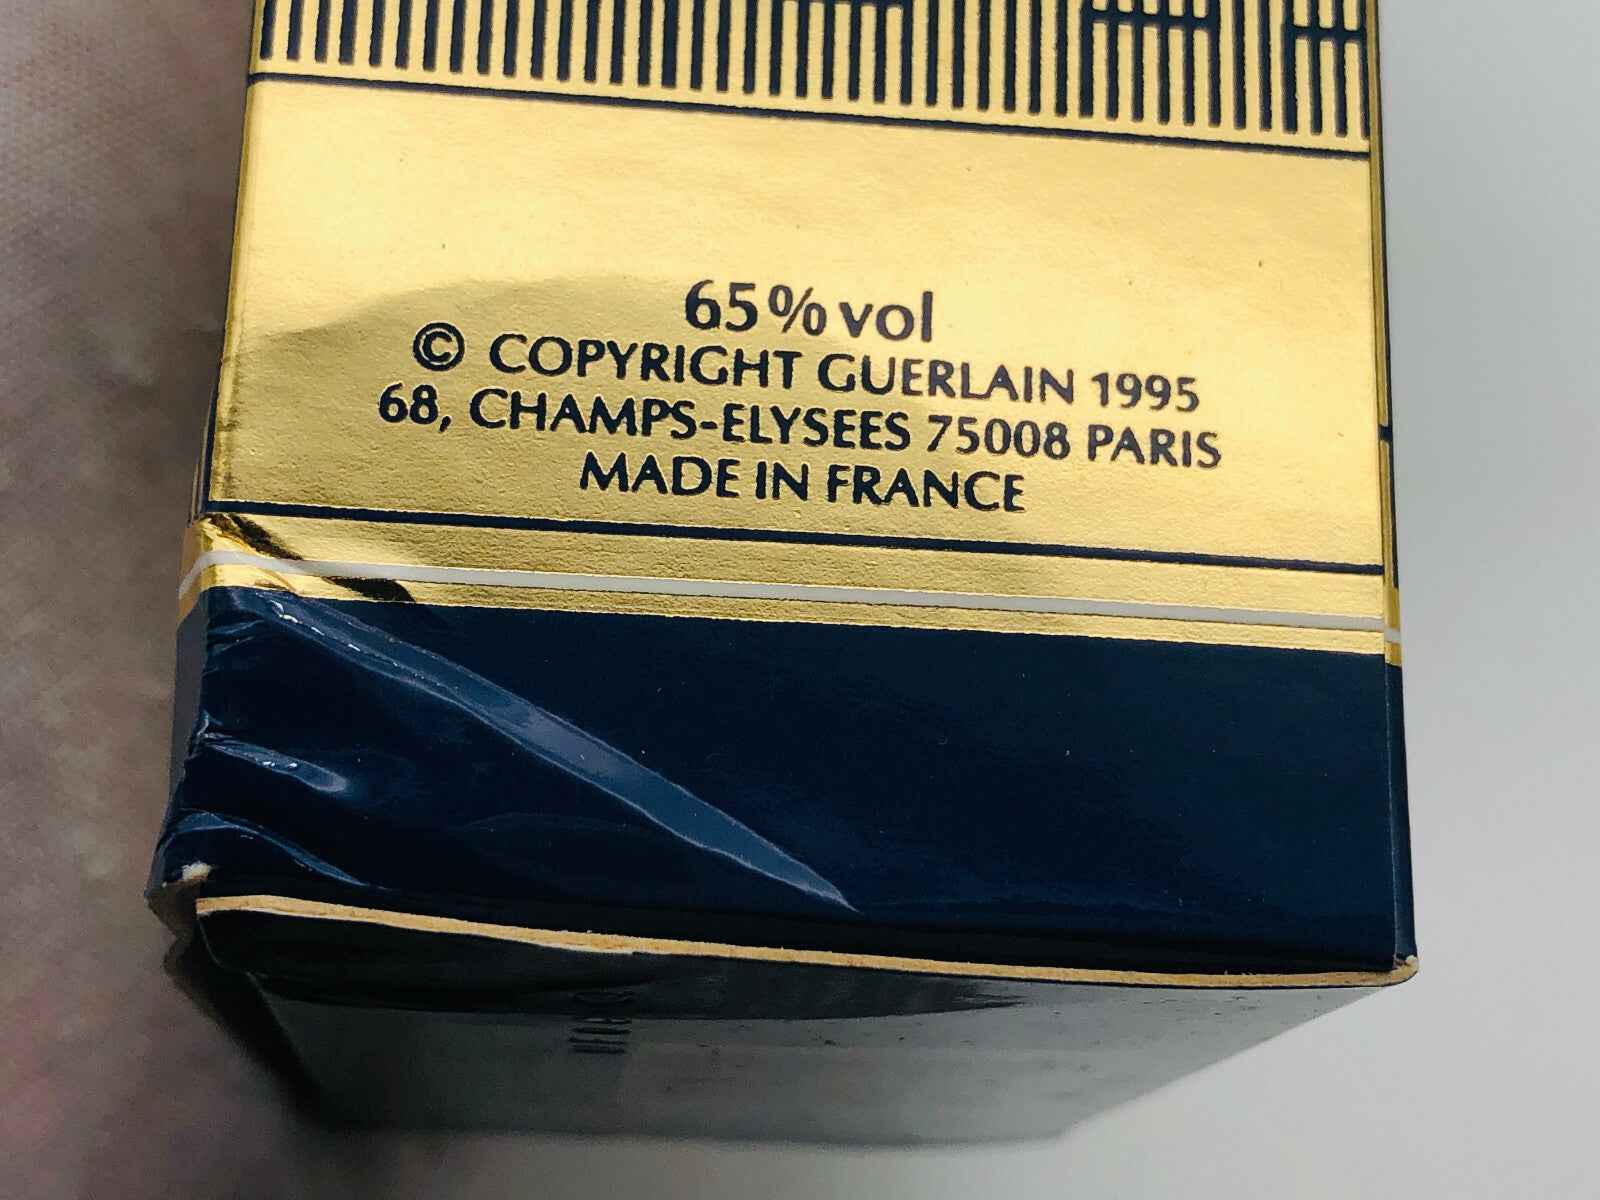 65% vol
© COPYRIGHT GUERLAIN 1995
68, CHAMPS-ELYSEES 75008 PARIS
MADE IN FRANCE